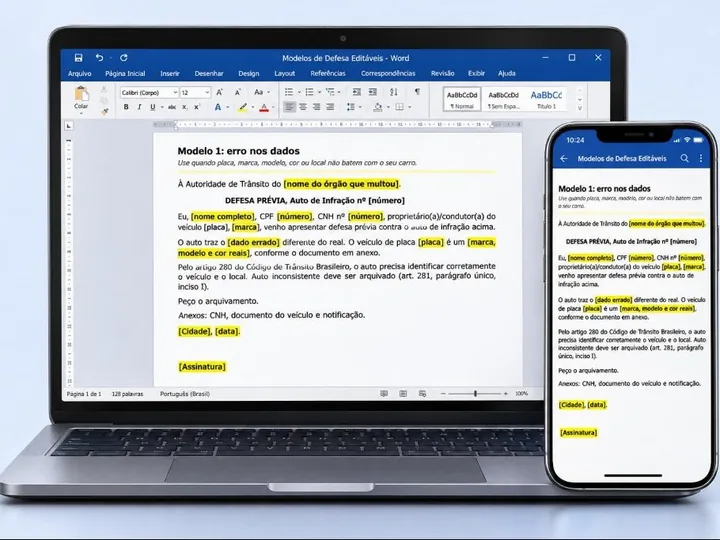 Modelos de Defesa Editáveis - Word
Arquivo Página Inicial Inserir Desenhar Design Layout Referências Correspondências Revisão Exibir Ajuda
Colar
Calibri (Corpo) 12 A A Aa
N I U S x x A A
AaBbCcDd AaBbCcDd AaBbCc
¶ Normal ¶ Sem Espa... Título 1
Modelo 1: erro nos dados
Use quando placa, marca, modelo, cor ou local não batem com o seu carro.
À Autoridade de Trânsito do [nome do órgão que multou].
DEFESA PRÉVIA, Auto de Infração nº [número]
Eu, [nome completo], CPF [número], CNH nº [número], proprietário(a)/condutor(a) do
veículo [placa], [marca], venho apresentar defesa prévia contra o auto de infração acima.
O auto traz o [dado errado] diferente do real. O veículo de placa [placa] é um [marca,
modelo e cor reais], conforme o documento em anexo.
Pelo artigo 280 do Código de Trânsito Brasileiro, o auto precisa identificar corretamente
o veículo e o local. Auto inconsistente deve ser arquivado (art. 281, parágrafo único,
inciso I).
Peço o arquivamento.
Anexos: CNH, documento do veículo e notificação.
[Cidade], [data].
[Assinatura]
Página 1 de 1 128 palavras Português (Brasil) 100%
10:24
Modelos de Defesa Editáveis
Modelo 1: erro nos dados
Use quando placa, marca, modelo, cor ou local não batem com
o seu carro.
À Autoridade de Trânsito do [nome do órgão que multou].
DEFESA PRÉVIA, Auto de Infração nº [número]
Eu, [nome completo], CPF [número], CNH nº [número],
proprietário(a)/condutor(a) do veículo [placa], [marca],
venho apresentar defesa prévia contra o auto de
infração acima.
O auto traz o [dado errado] diferente do real. O veículo
de placa [placa] é um [marca, modelo e cor reais],
conforme o documento em anexo.
Pelo artigo 280 do Código de Trânsito Brasileiro, o auto
precisa identificar corretamente o veículo e o local. Auto
inconsistente deve ser arquivado (art. 281, parágrafo
único, inciso I).
Peço o arquivamento.
Anexos: CNH, documento do veículo e notificação.
[Cidade], [data].
[Assinatura]